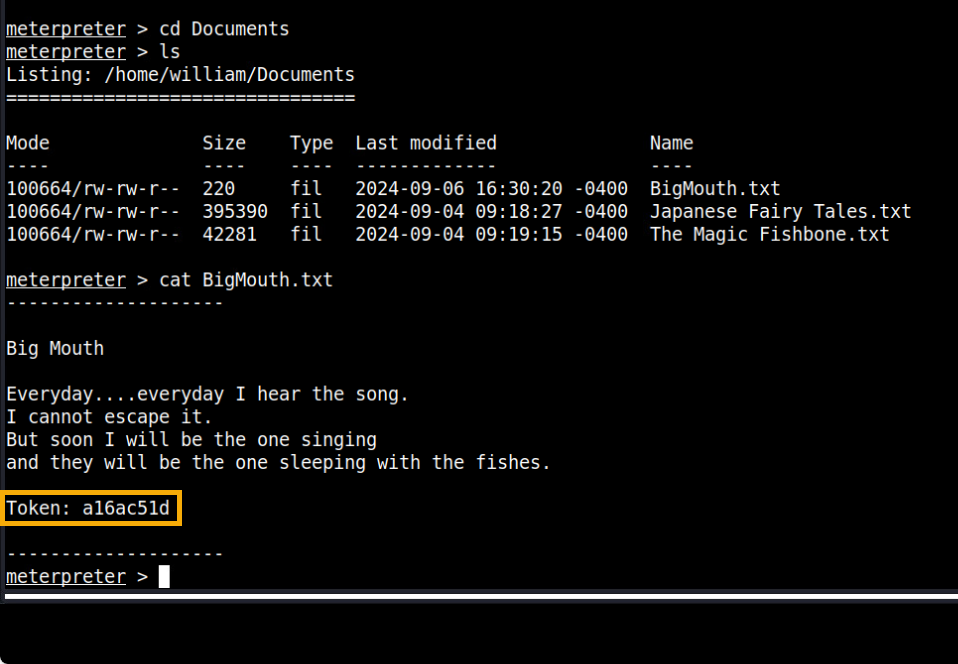 meterpreter > cd Documents
meterpreter > ls
Listing: /home/william/Documents
================================
Mode Size Type Last modified Name
---- ---- ---- ------------- ----
100664/rw-rw-r-- 220 fil 2024-09-06 16:30:20 -0400 BigMouth.txt
100664/rw-rw-r-- 395390 fil 2024-09-04 09:18:27 -0400 Japanese Fairy Tales.txt
100664/rw-rw-r-- 42281 fil 2024-09-04 09:19:15 -0400 The Magic Fishbone.txt
meterpreter > cat BigMouth.txt
--------------------
Big Mouth
Everyday....everyday I hear the song.
I cannot escape it.
But soon I will be the one singing
and they will be the one sleeping with the fishes.
Token: a16ac51d
--------------------
meterpreter >